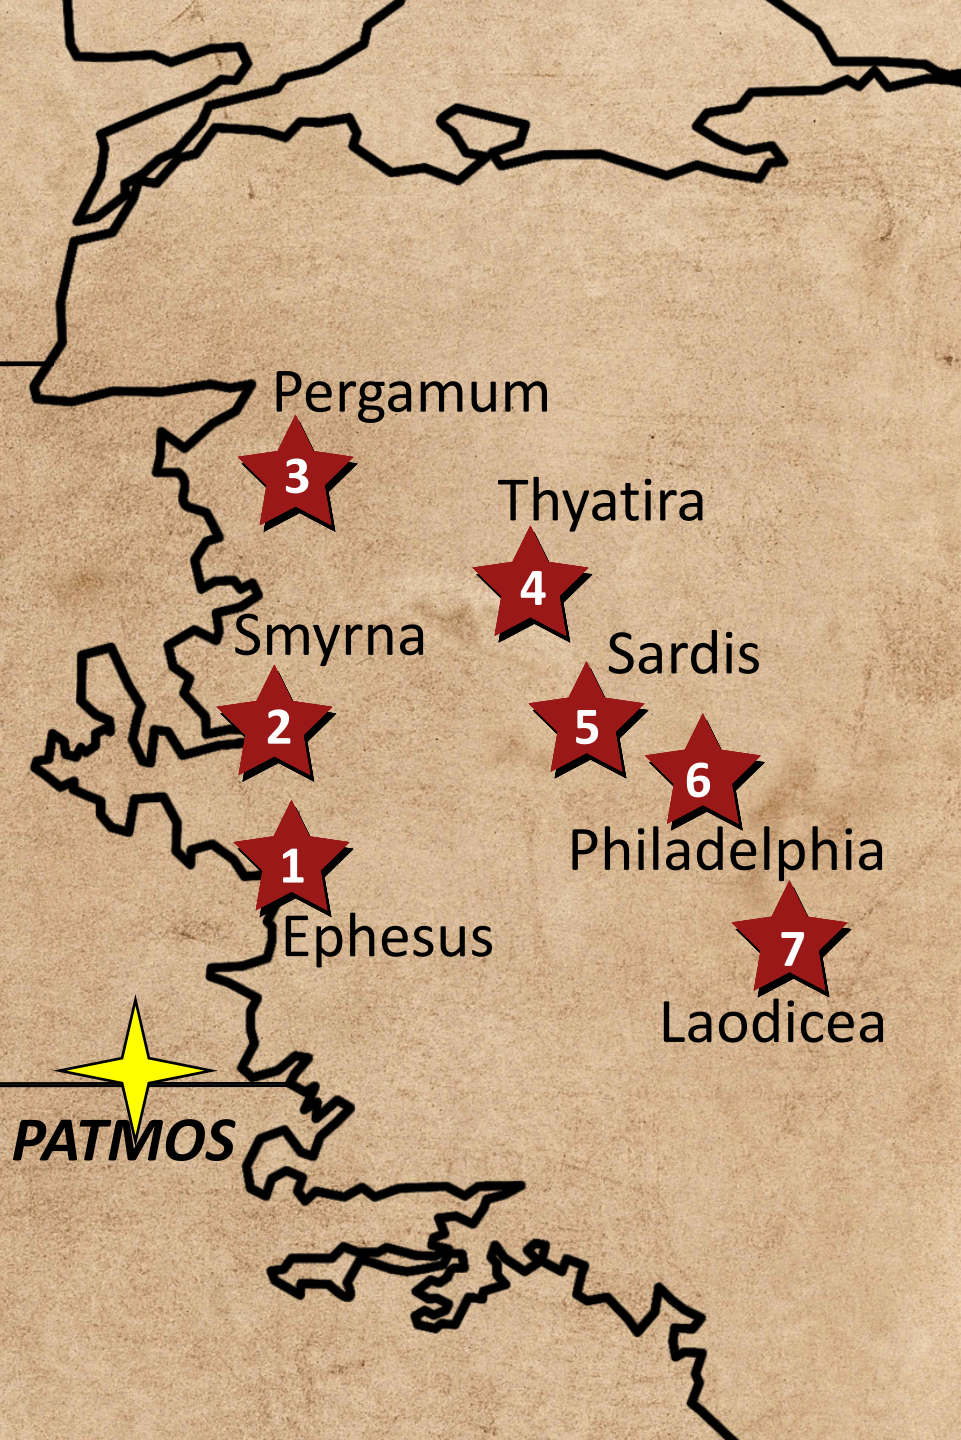 Pergamum
3
Thyatira
4
Smyrna
Sardis
2
5
6
1
Philadelphia
Ephesus
7
Laodicea
PATMOS